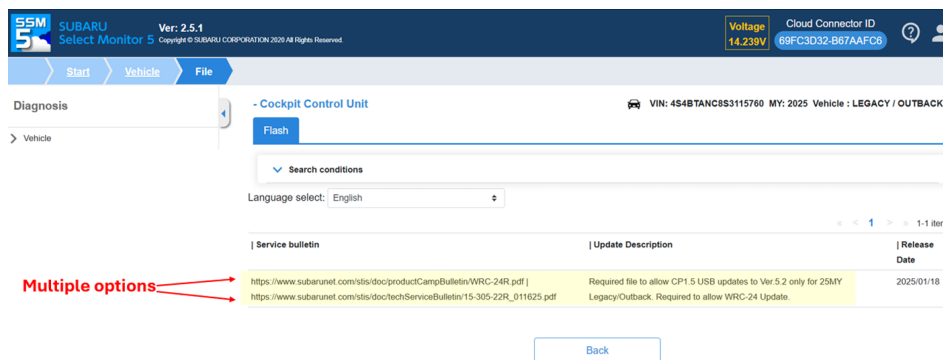 SSM
5
SUBARU
Select Monitor 5
Ver: 2.5.1
Copyright © SUBARU CORPORATION 2020 All Rights Reserved.
Voltage
14.239V
Cloud Connector ID
69FC3D32-B67AAFC6
Start
Vehicle
File
Diagnosis
Vehicle
- Cockpit Control Unit
VIN: 4S4BTANC8S3115760 MY: 2025 Vehicle : LEGACY / OUTBACK
Flash
Search conditions
Language select: English
« < 1 > » 1-1 iter
| Service bulletin
| Update Description
| Release
Date
Multiple options
https://www.subarunet.com/stis/doc/productCampBulletin/WRC-24R.pdf |
https://www.subarunet.com/stis/doc/techServiceBulletin/15-305-22R_011625.pdf
Required file to allow CP1.5 USB updates to Ver.5.2 only for 25MY
Legacy/Outback. Required to allow WRC-24 Update.
2025/01/18
Back